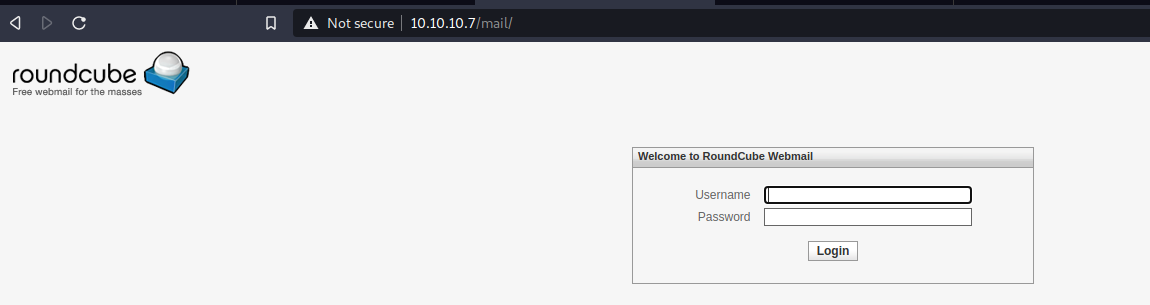 Not secure | 10.10.10.7/mail/
roundcube
Free webmail for the masses
Welcome to RoundCube Webmail
Username
Password
Login